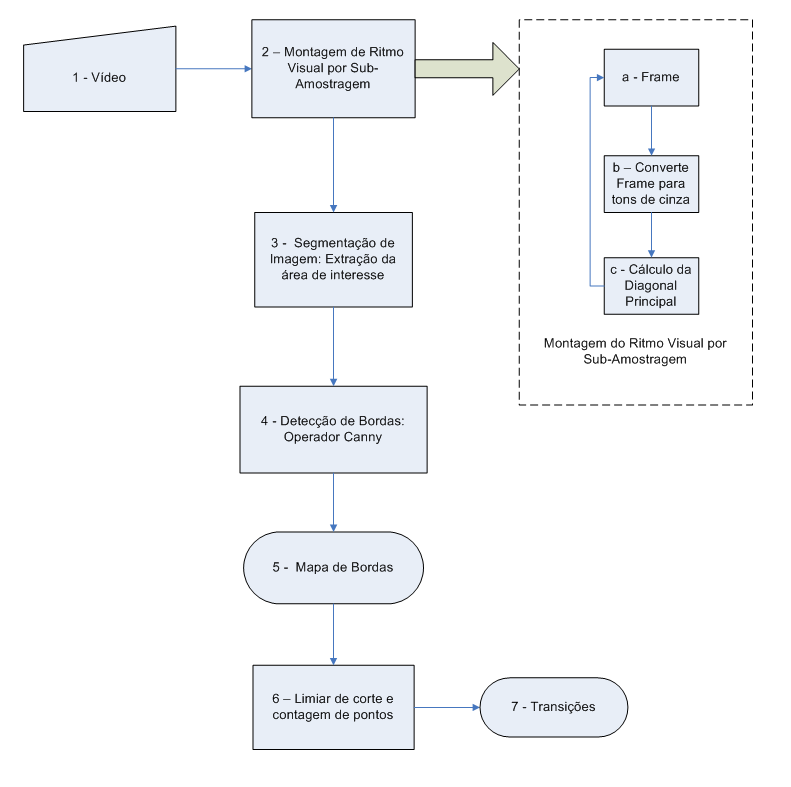 1 - Vídeo
2 – Montagem de Ritmo
Visual por Sub-
Amostragem
a - Frame
b – Converte
Frame para
tons de cinza
c - Cálculo da
Diagonal
Principal
Montagem do Ritmo Visual por
Sub-Amostragem
3 - Segmentação de
Imagem: Extração da
área de interesse
4 - Detecção de Bordas:
Operador Canny
5 - Mapa de Bordas
6 – Limiar de corte e
contagem de pontos
7 - Transições